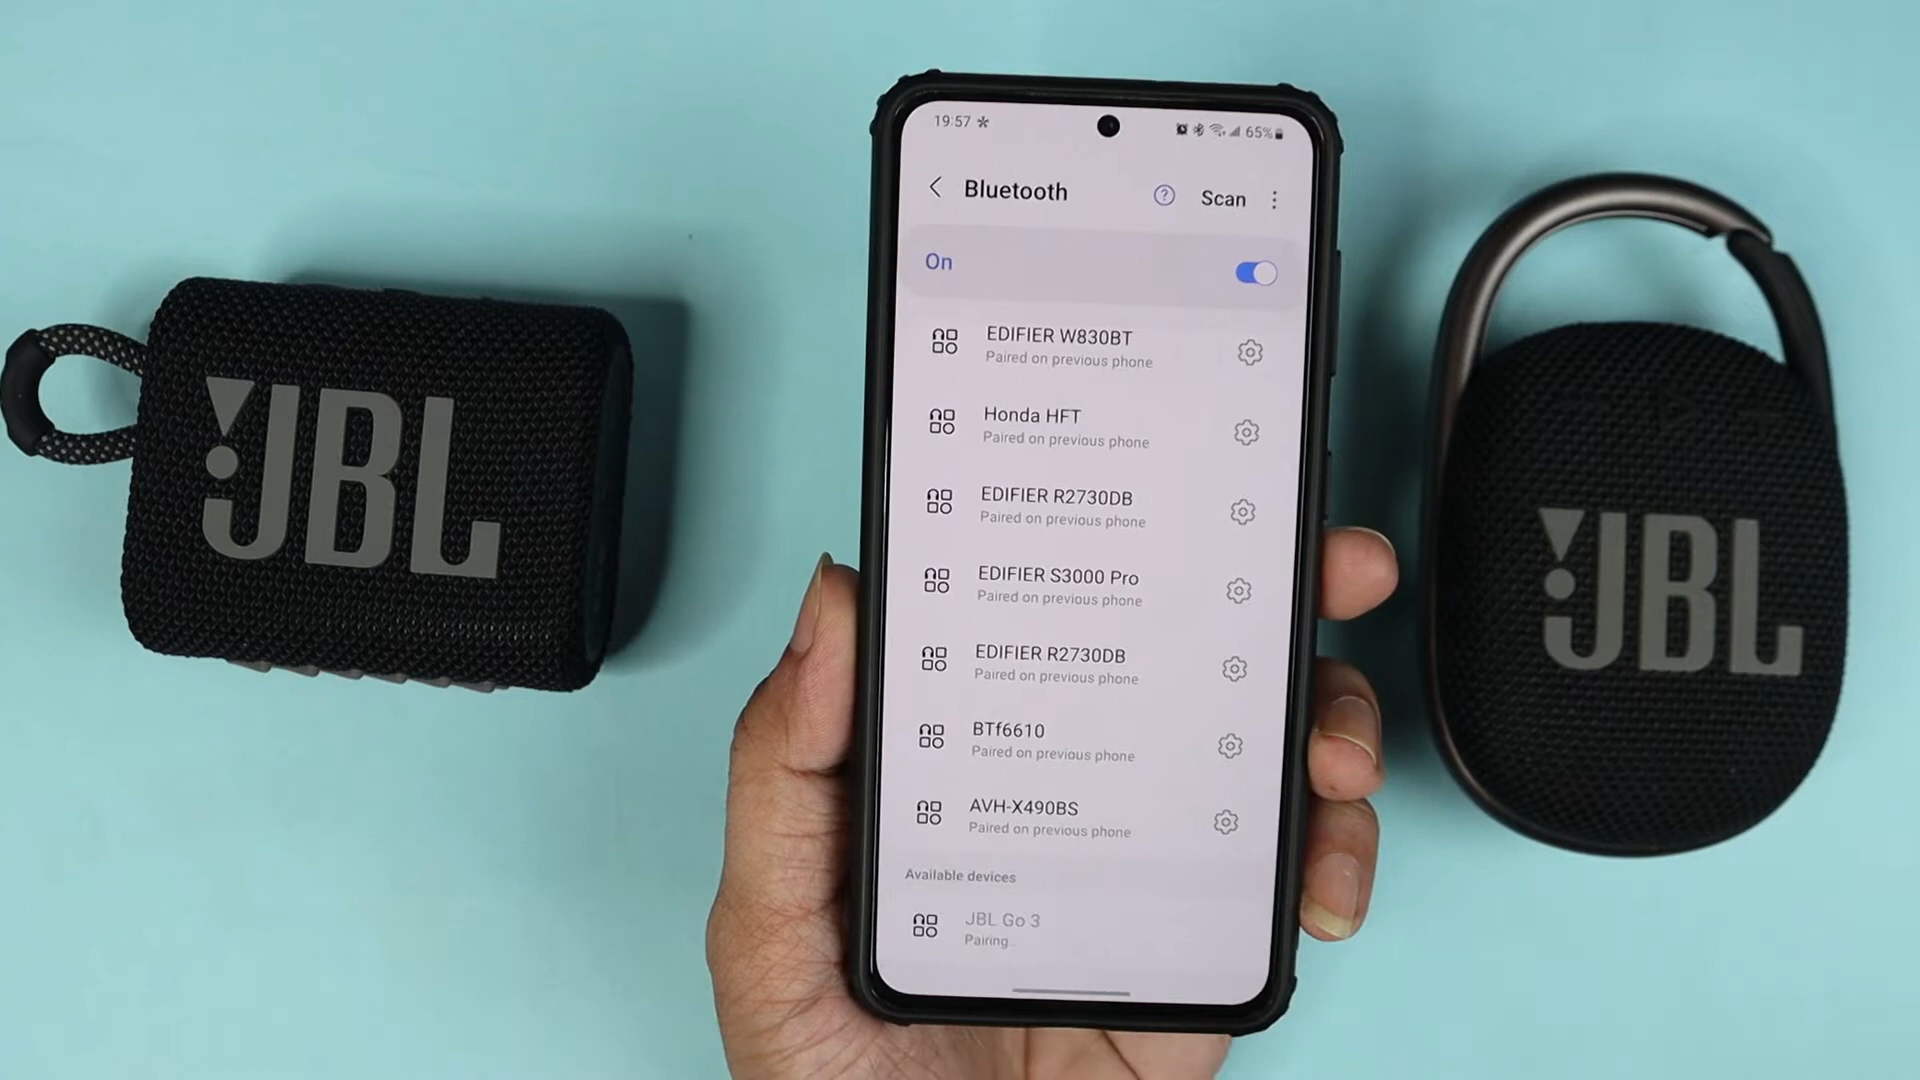 JBL
19:57
65%
Bluetooth
Scan
On
EDIFIER W830BT
Paired on previous phone
Honda HFT
Paired on previous phone
EDIFIER R2730DB
Paired on previous phone
EDIFIER S3000 Pro
Paired on previous phone
EDIFIER R2730DB
Paired on previous phone
BTf6610
Paired on previous phone
AVH-X490BS
Paired on previous phone
Available devices
JBL Go 3
Pairing...
JBL